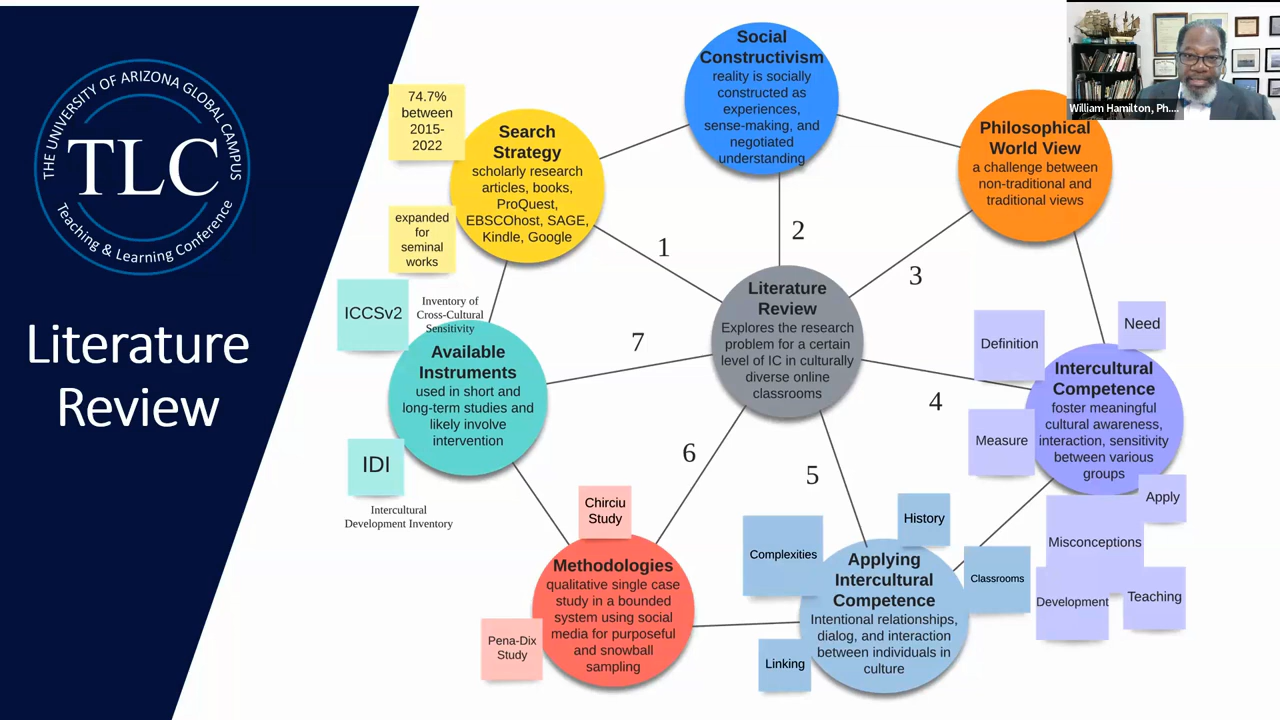 THE UNIVERSITY OF ARIZONA GLOBAL CAMPUS
TLC
Teaching & Learning Conference
Literature
Review
74.7%
between
2015-
2022
expanded
for
seminal
works
Search
Strategy
scholarly research
articles, books,
ProQuest,
EBSCOhost, SAGE,
Kindle, Google
Social
Constructivism
reality is socially
constructed as
experiences,
sense-making, and
negotiated
understanding
William Hamilton, Ph....
Philosophical
World View
a challenge between
non-traditional and
traditional views
1
2
3
4
5
6
7
Literature
Review
Explores the research
problem for a certain
level of IC in culturally
diverse online
classrooms
ICCSv2
Inventory of
Cross-Cultural
Sensitivity
Available
Instruments
used in short and
long-term studies and
likely involve
intervention
IDI
Intercultural
Development Inventory
Definition
Need
Measure
Intercultural
Competence
foster meaningful
cultural awareness,
interaction, sensitivity
between various
groups
Apply
Misconceptions
Development
Teaching
Chirciu
Study
Methodologies
qualitative single case
study in a bounded
system using social
media for purposeful
and snowball
sampling
Pena-Dix
Study
Complexities
History
Classrooms
Linking
Applying
Intercultural
Competence
Intentional relationships,
dialog, and interaction
between individuals in
culture